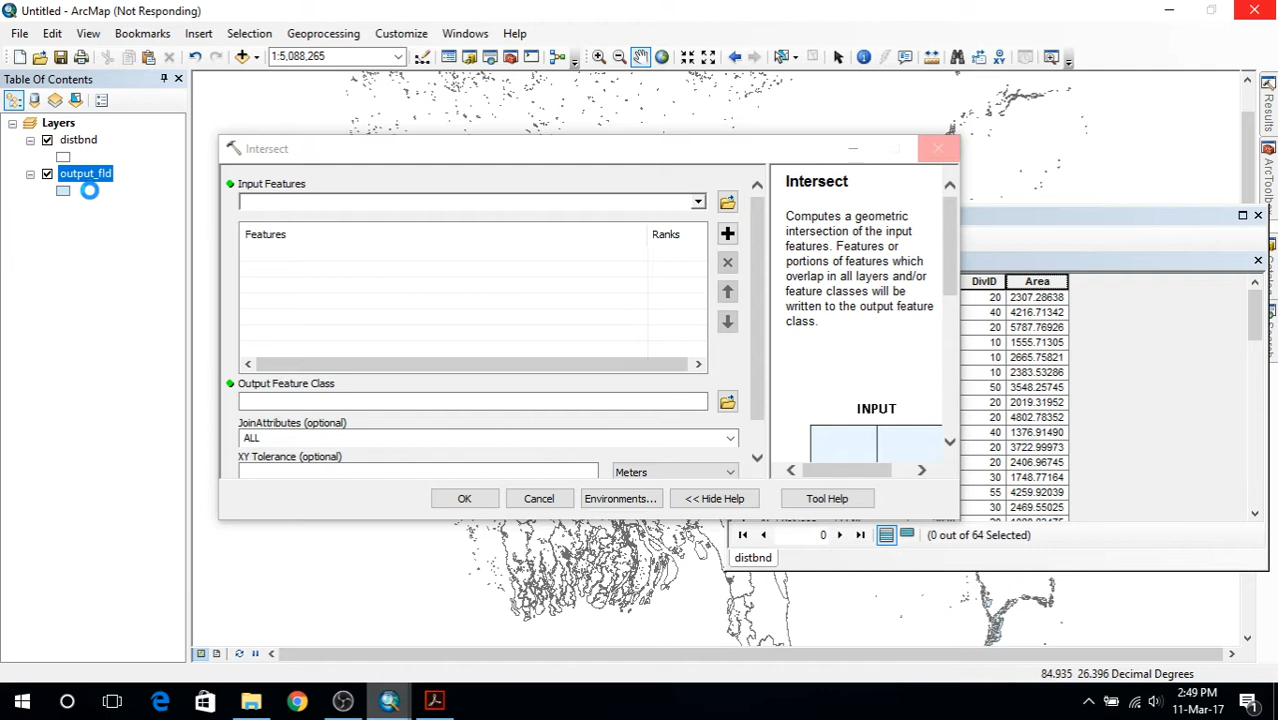 Untitled - ArcMap (Not Responding)
File Edit View Bookmarks Insert Selection Geoprocessing Customize Windows Help
1:5,088,265
Table Of Contents
Layers
distbnd
output_fld
Intersect
Input Features
Features Ranks
Output Feature Class
JoinAttributes (optional)
ALL
XY Tolerance (optional)
Meters
OK Cancel Environments... << Hide Help Tool Help
Intersect
Computes a geometric
intersection of the input
features. Features or
portions of features which
overlap in all layers and/or
feature classes will be
written to the output feature
class.
INPUT
DivID Area
20 2307.28638
40 4216.71342
20 5787.76926
10 1555.71305
10 2665.75821
10 2383.53286
50 3548.25745
20 2019.31952
20 4802.78352
40 1376.91490
20 3722.99973
20 2406.96745
30 1748.77164
55 4259.92039
30 2469.55025
0 (0 out of 64 Selected)
distbnd
Results
ArcToolbox
84.935 26.396 Decimal Degrees
2:49 PM
11-Mar-17
1